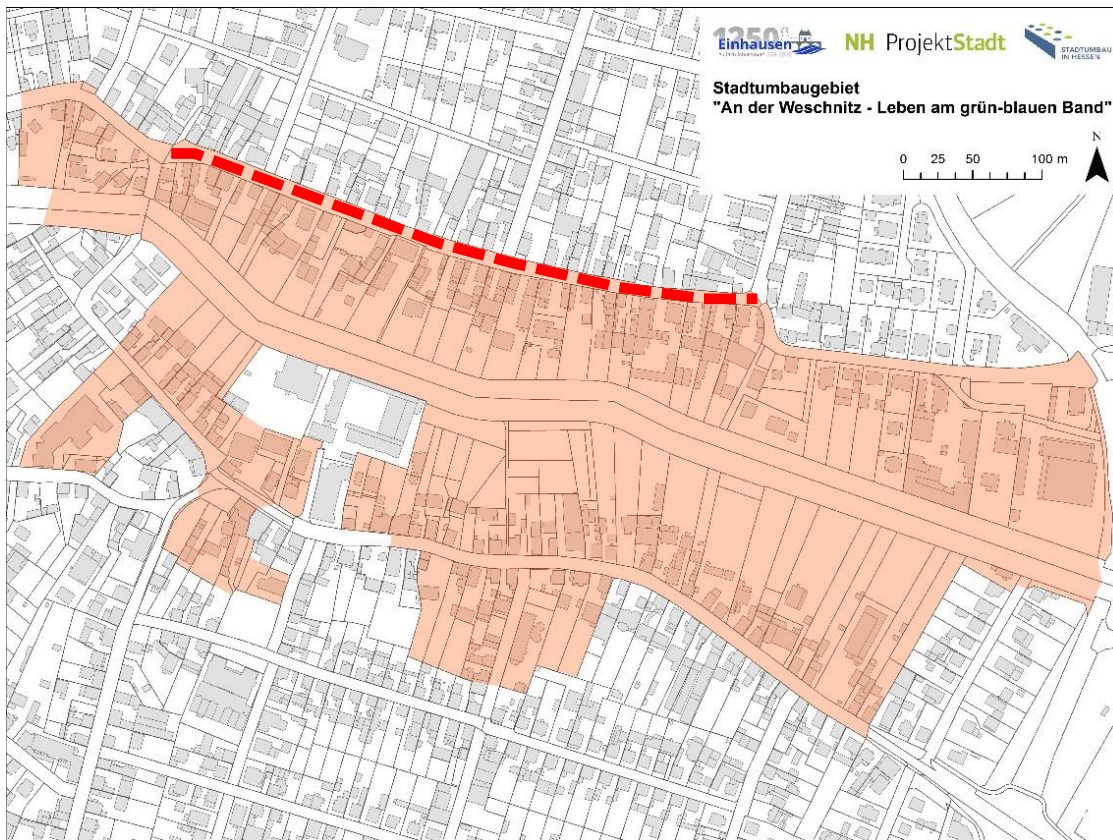 1250
Einhausen
NH ProjektStadt
STADTUMBAU
IN HESSEN
Stadtumbaugebiet
"An der Weschnitz - Leben am grün-blauen Band"
N
0 25 50 100 m